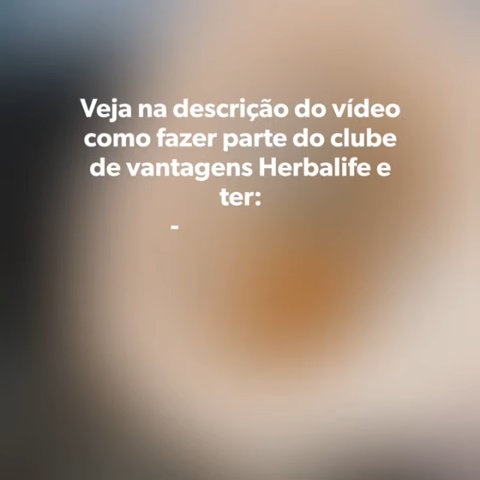 Veja na descrição do vídeo
como fazer parte do clube
de vantagens Herbalife e
ter:
-